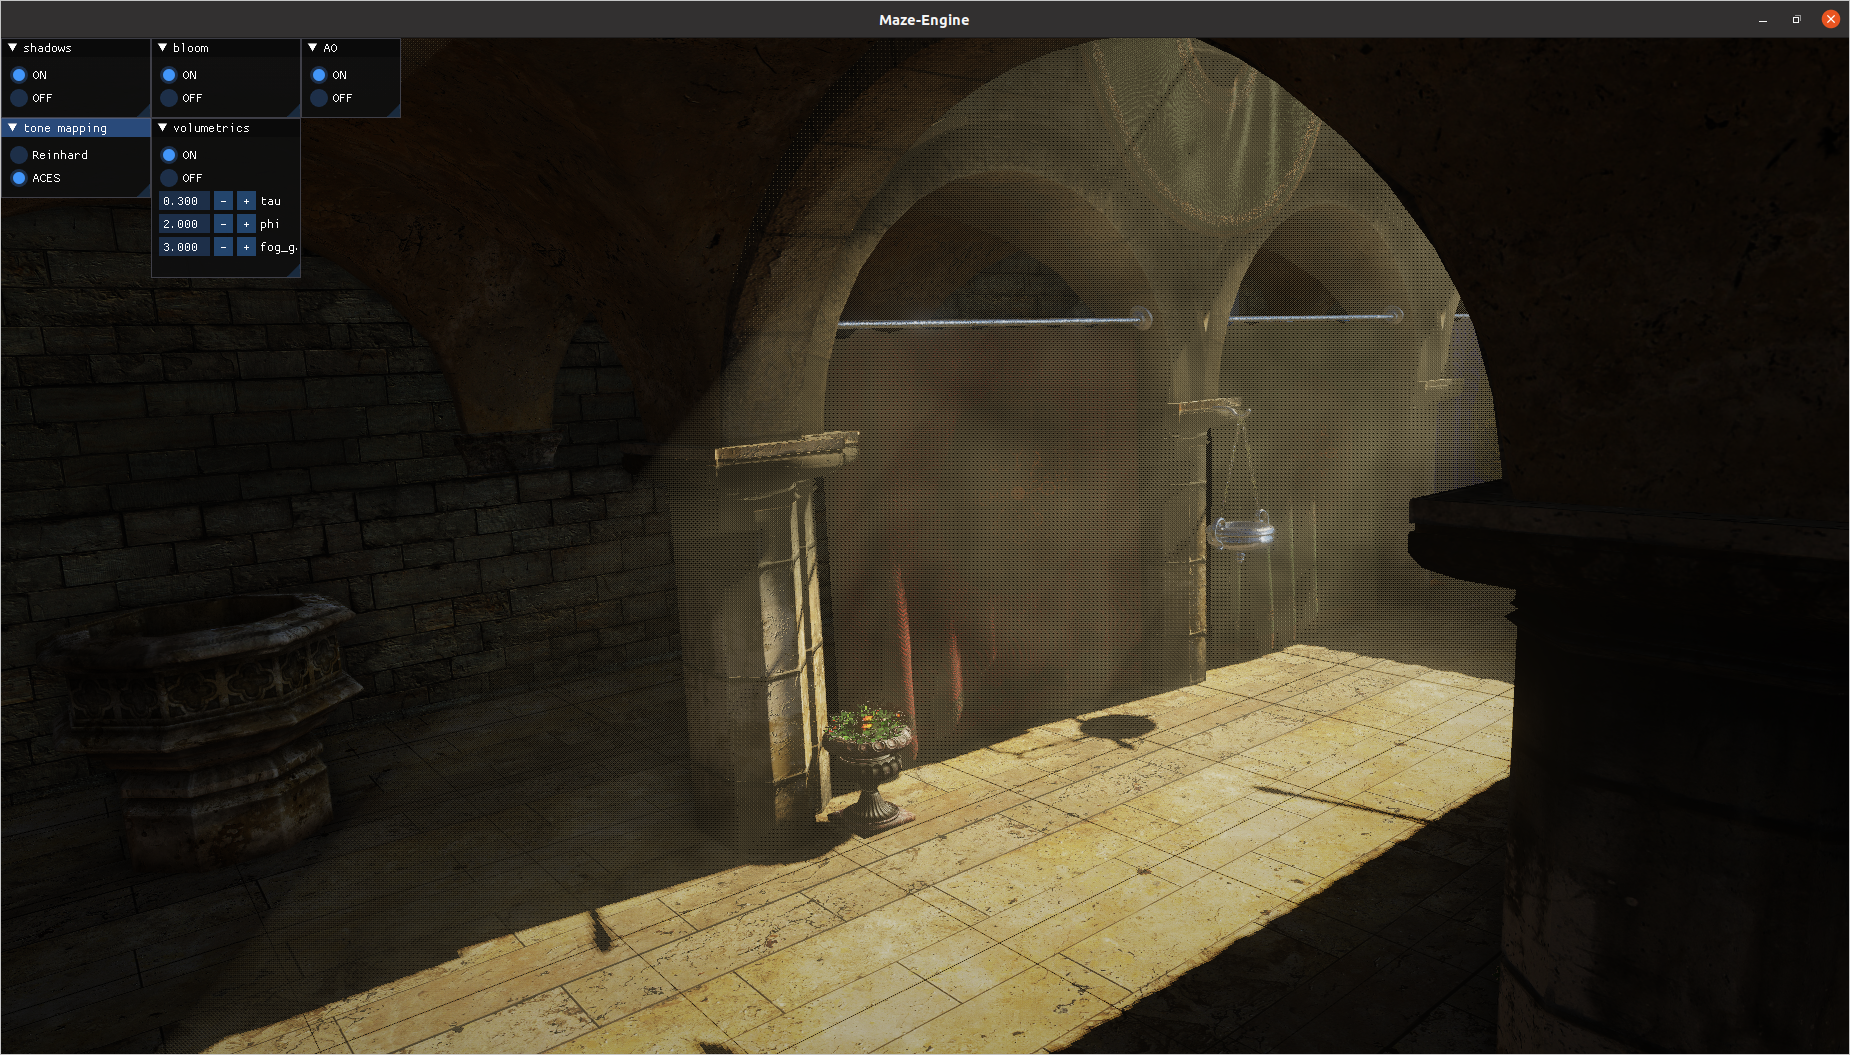 Maze-Engine
shadows
ON
OFF
bloom
ON
OFF
AO
ON
OFF
tone mapping
Reinhard
ACES
volumetrics
ON
OFF
0.300 - + tau
2.000 - + phi
3.000 - + fog_g.